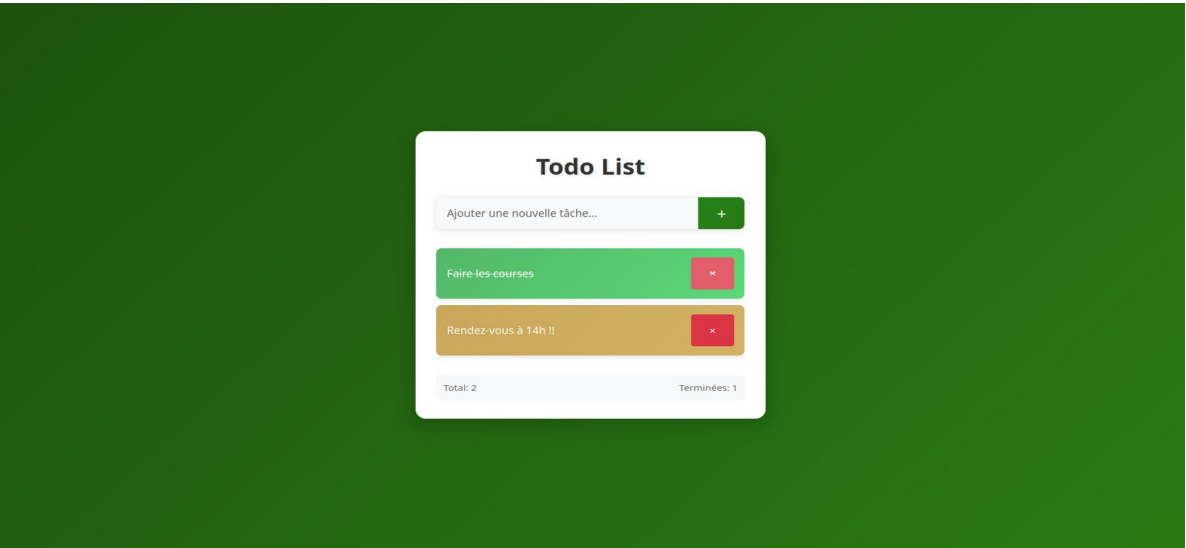 Todo List
Ajouter une nouvelle tâche...
+
Faire les courses
×
Rendez-vous à 14h !!
×
Total: 2
Terminées: 1